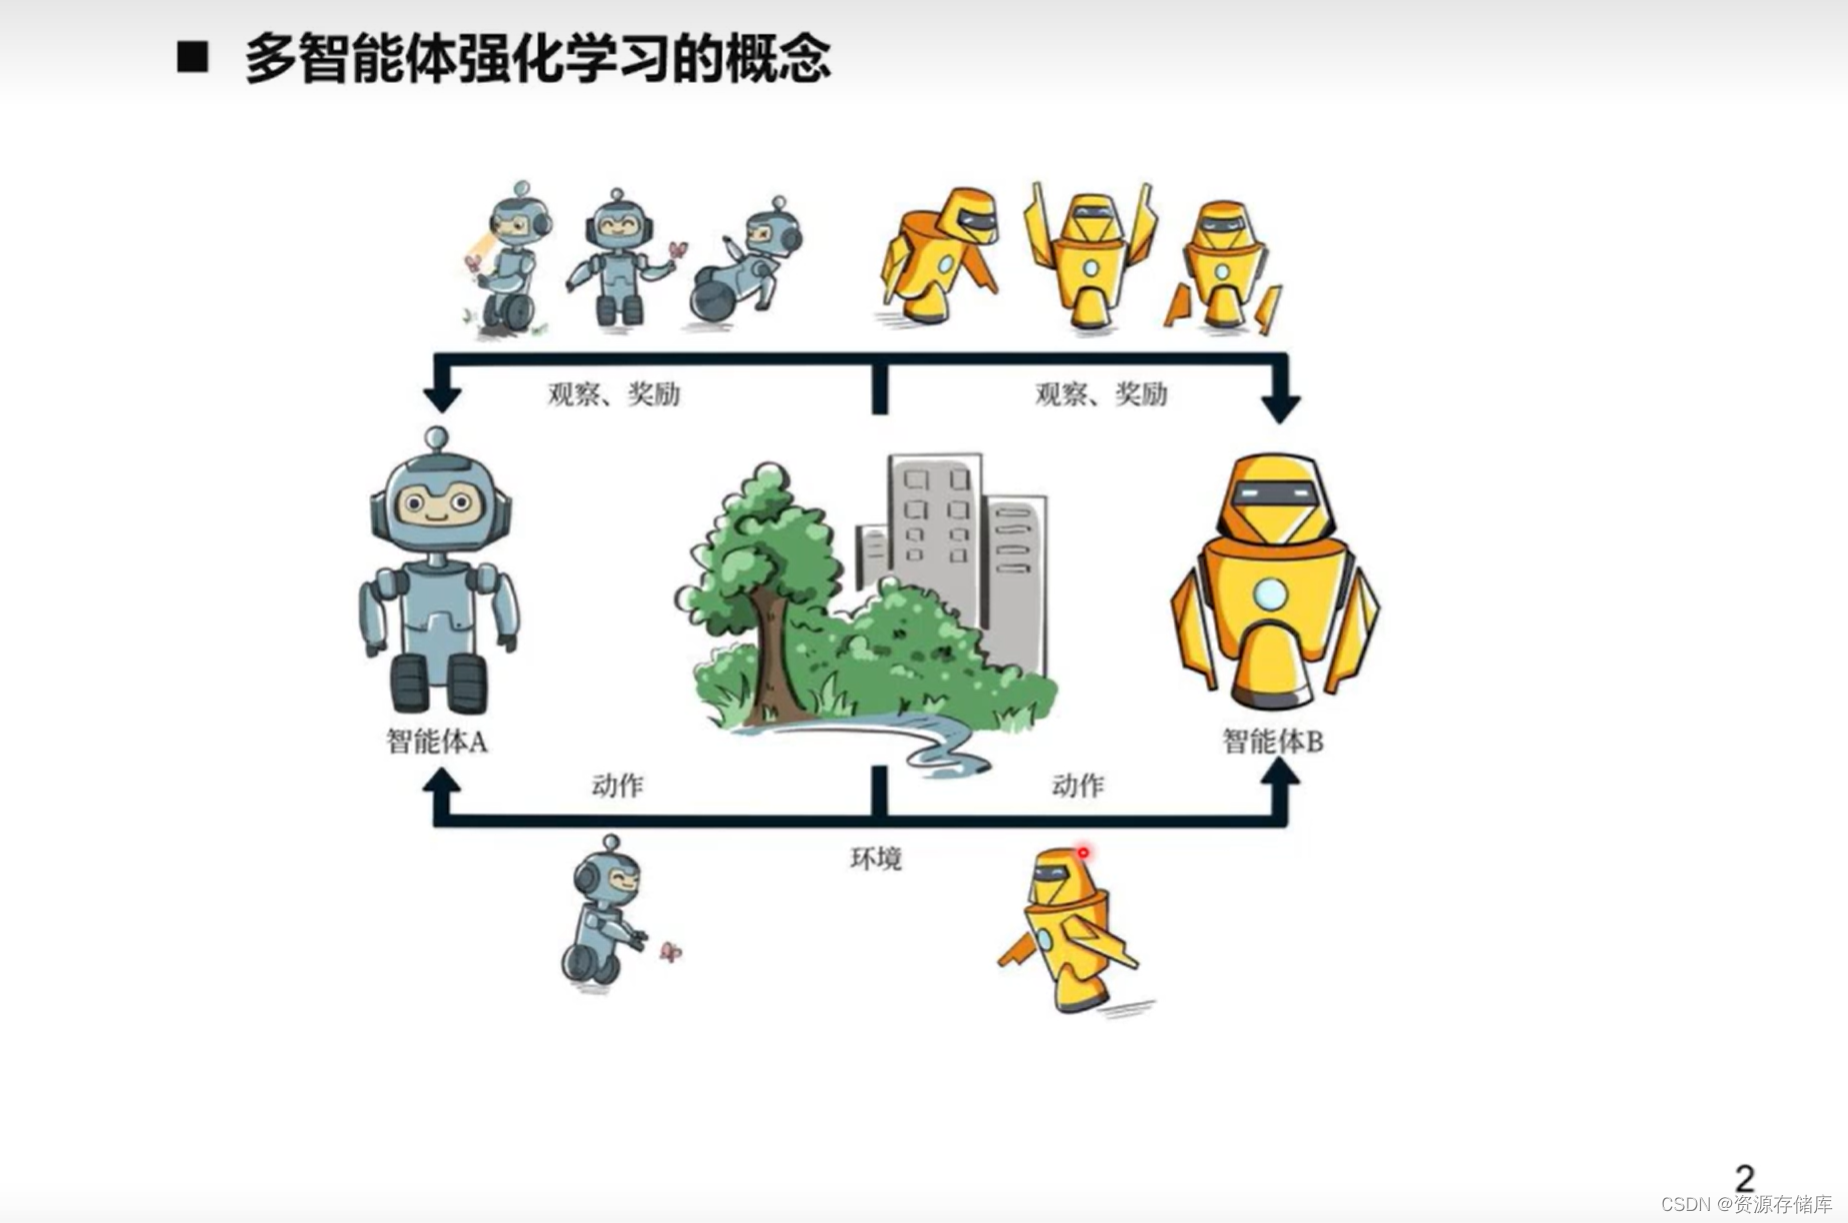 ■ 多智能体强化学习的概念
观察、奖励
观察、奖励
智能体A
智能体B
动作
动作
环境
2
CSDN @资源存储库